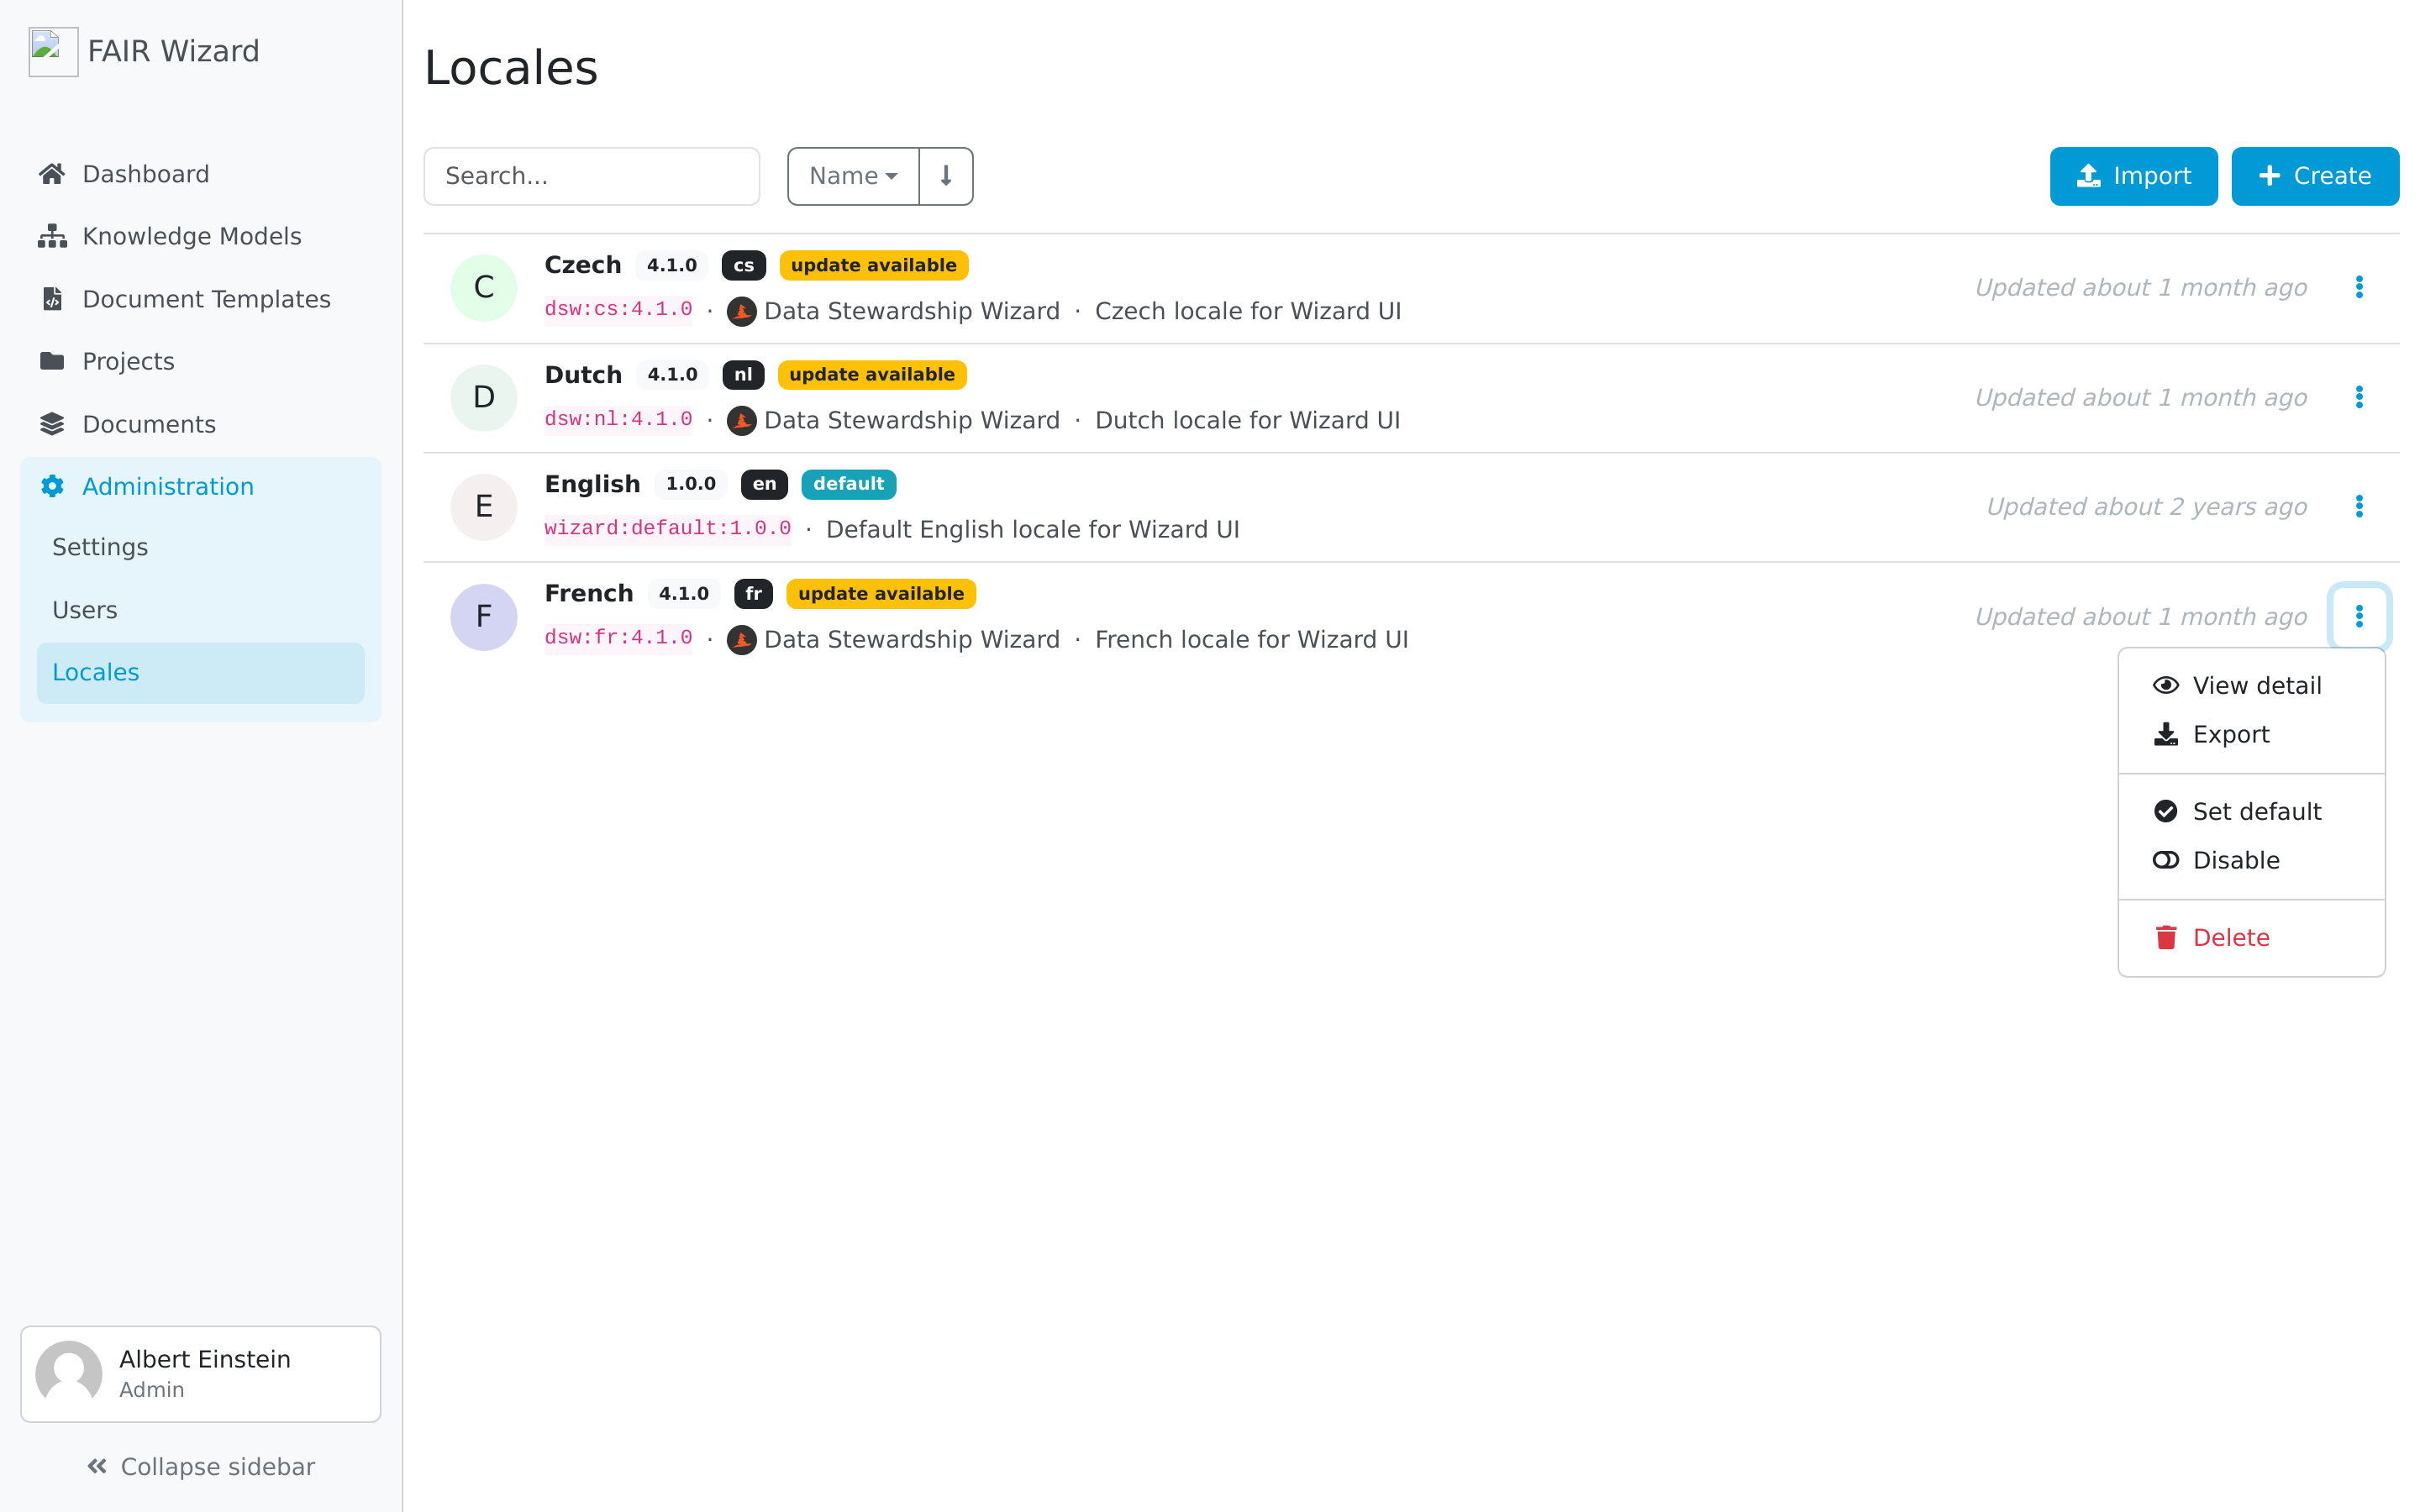 FAIR Wizard
Dashboard
Knowledge Models
Document Templates
Projects
Documents
Administration
Settings
Users
Locales
Albert Einstein
Admin
Collapse sidebar
Locales
Search...
Name
Import
Create
C
Czech 4.1.0 cs update available
dsw:cs:4.1.0 · Data Stewardship Wizard · Czech locale for Wizard UI
Updated about 1 month ago
D
Dutch 4.1.0 nl update available
dsw:nl:4.1.0 · Data Stewardship Wizard · Dutch locale for Wizard UI
Updated about 1 month ago
E
English 1.0.0 en default
wizard:default:1.0.0 · Default English locale for Wizard UI
Updated about 2 years ago
F
French 4.1.0 fr update available
dsw:fr:4.1.0 · Data Stewardship Wizard · French locale for Wizard UI
Updated about 1 month ago
View detail
Export
Set default
Disable
Delete